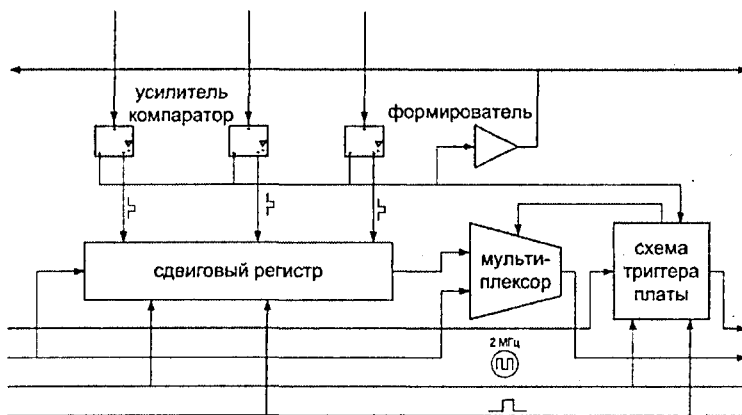 усилитель
компаратор
формирователь
сдвиговый регистр
мульти-
плексор
схема
триггера
платы
2 МГц